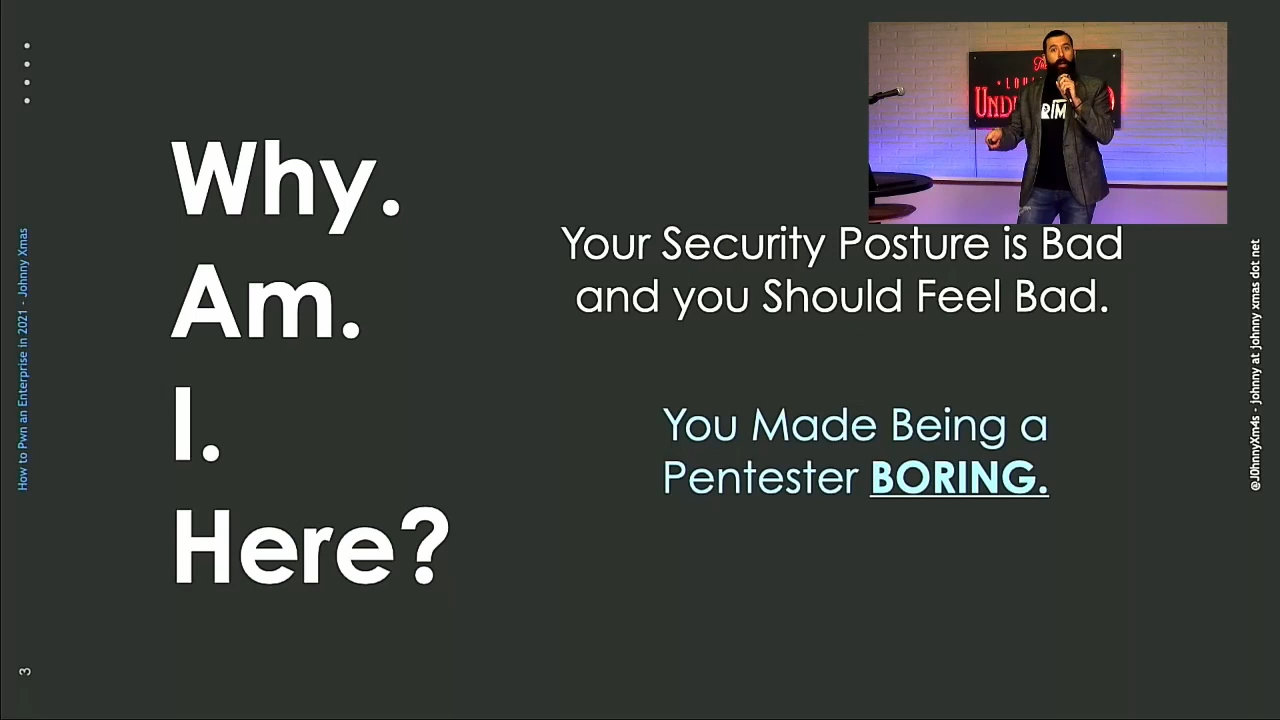 How to Pwn an Enterprise in 2021 - Johnny Xmas
3
Why.
Am.
I.
Here?
Your Security Posture is Bad
and you Should Feel Bad.
You Made Being a
Pentester BORING.
@J0hnnyXm4s - johnny at johnny xmas dot net